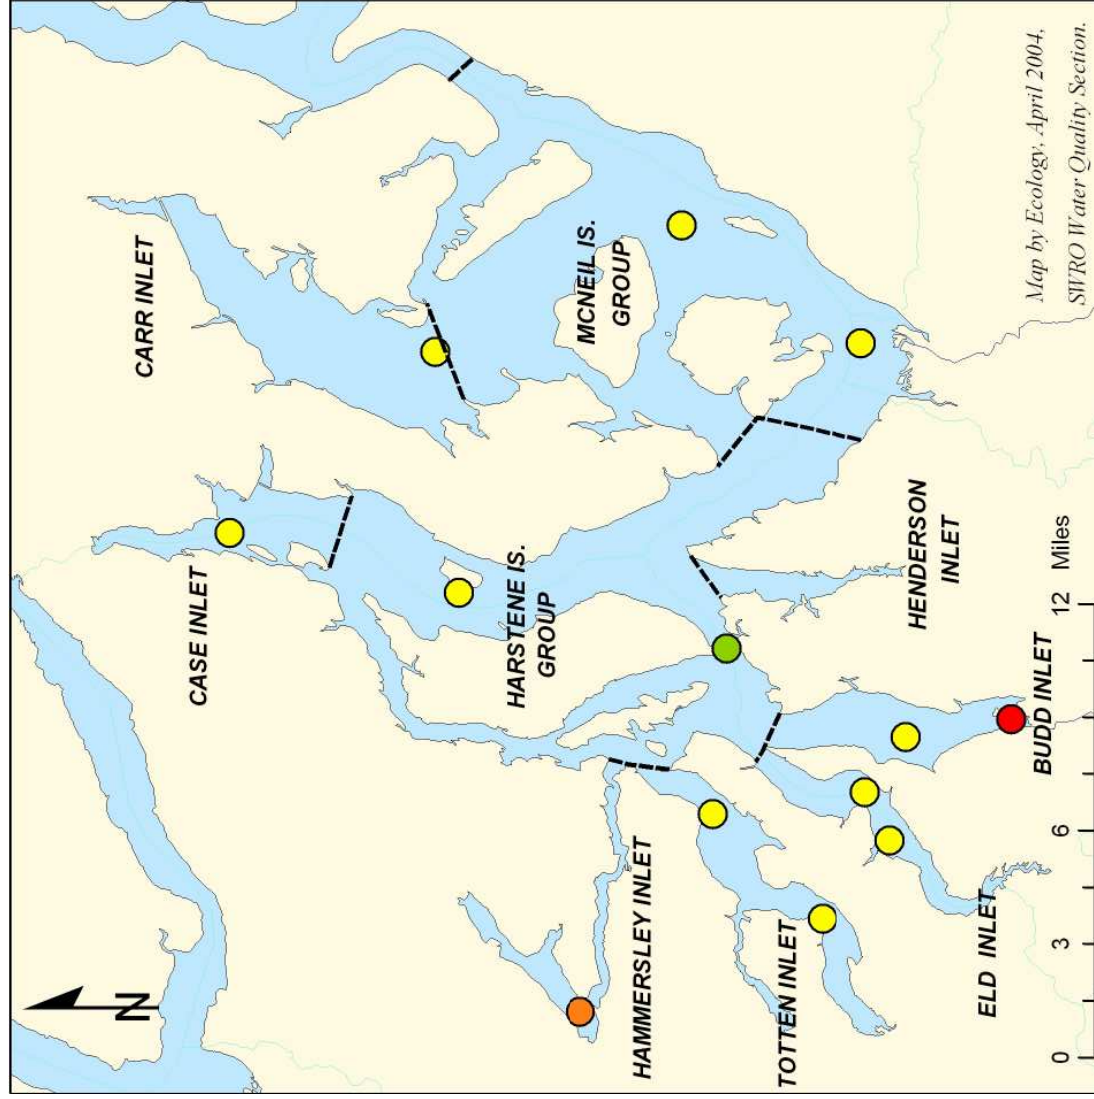 CARR INLET
CASE INLET
MCNEIL IS.
GROUP
HARSTENE IS.
GROUP
HENDERSON
INLET
HAMMERSLEY INLET
TOTTEN INLET
ELD INLET
BUDD INLET
N
0 3 6 12 Miles
Map by Ecology, April 2004,
SWRO Water Quality Section.